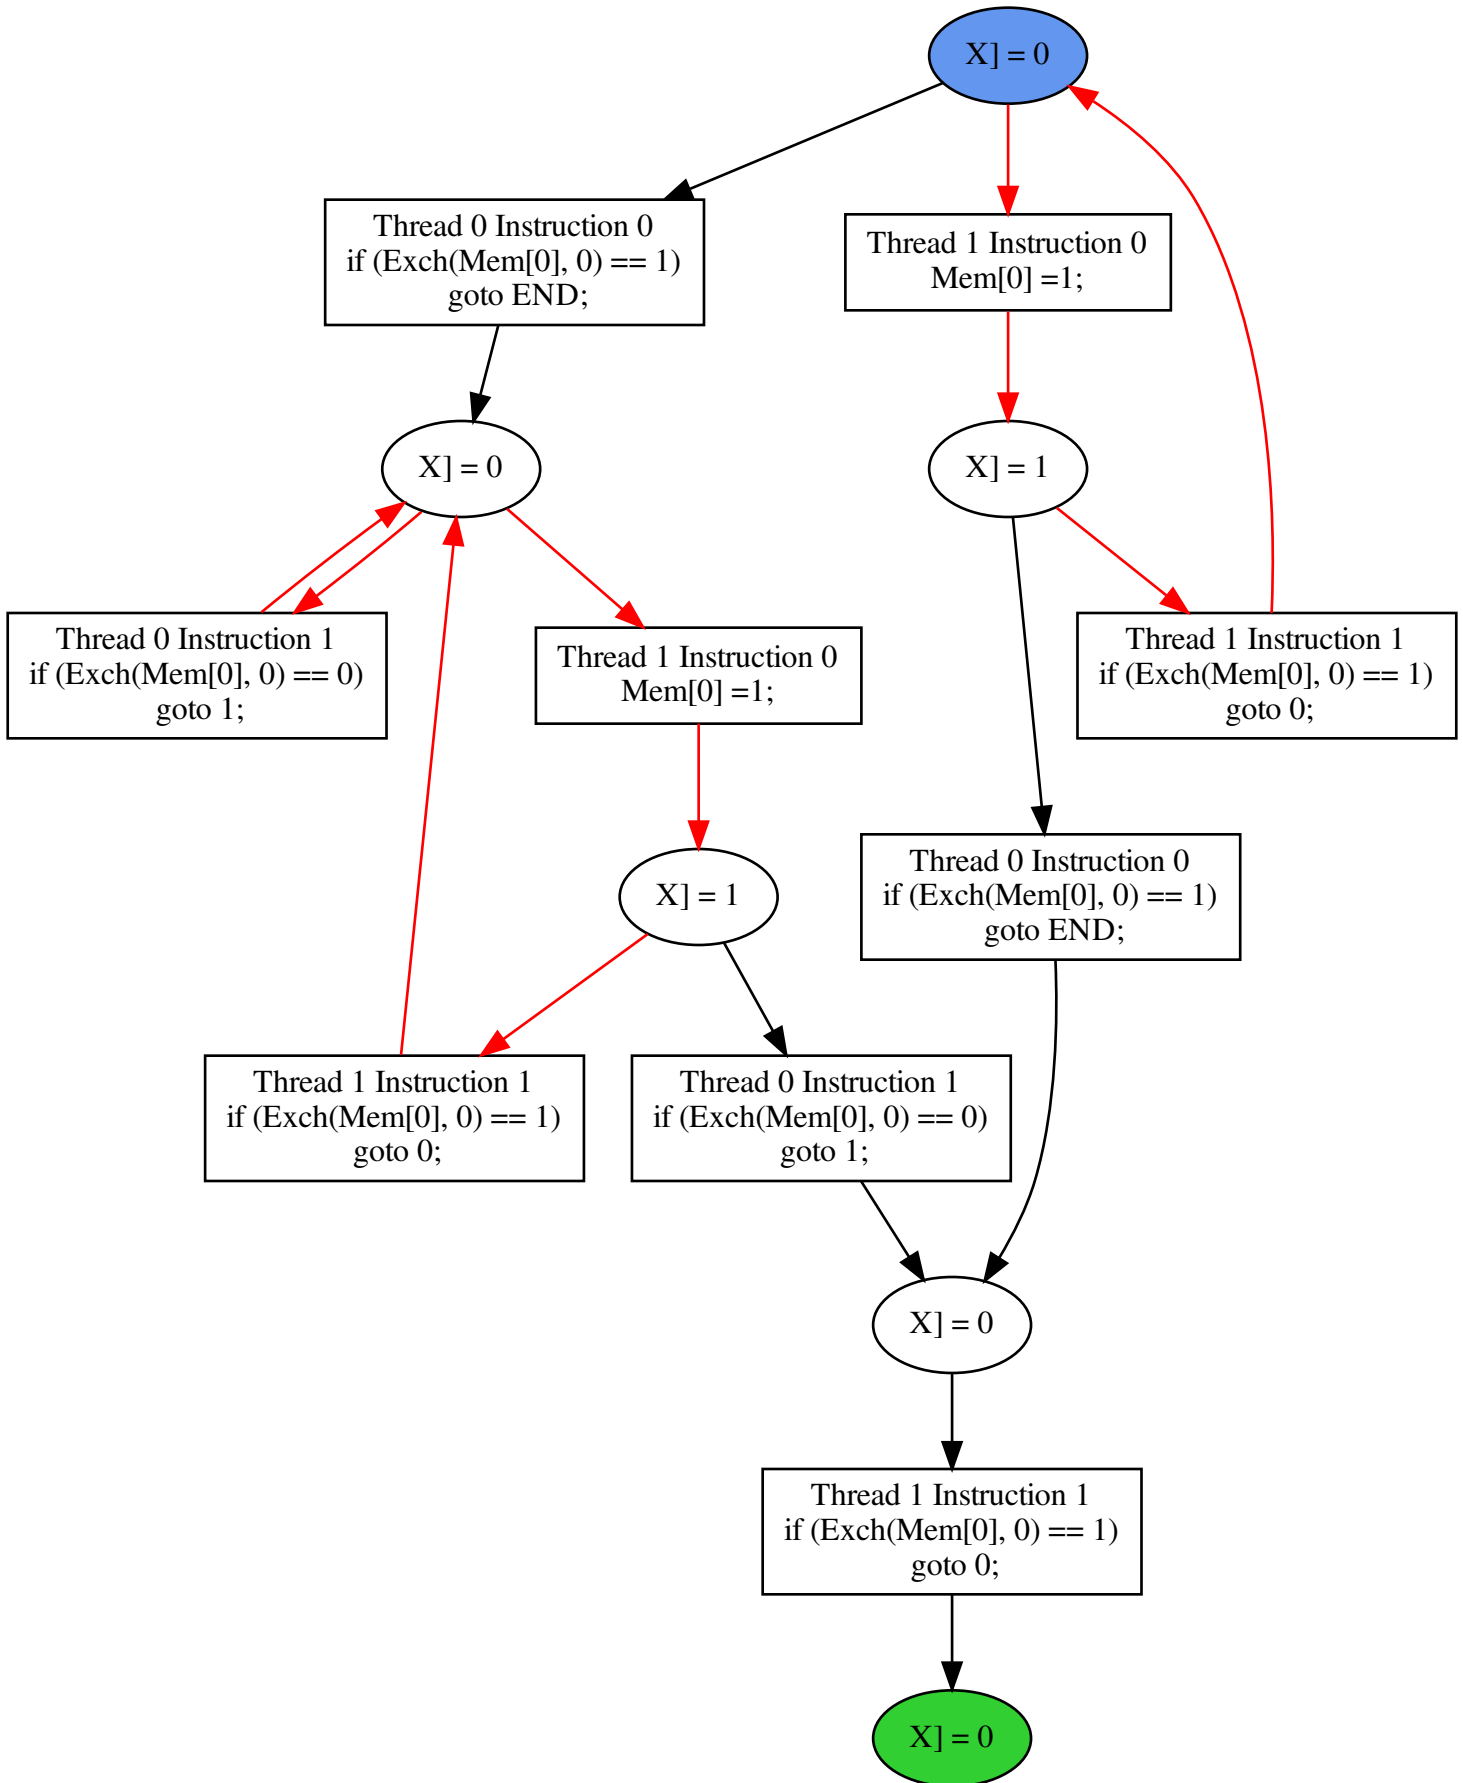 X] = 0
Thread 0 Instruction 0
if (Exch(Mem[0], 0) == 1)
goto END;
Thread 1 Instruction 0
Mem[0] =1;
X] = 0
X] = 1
Thread 0 Instruction 1
if (Exch(Mem[0], 0) == 0)
goto 1;
Thread 1 Instruction 0
Mem[0] =1;
Thread 1 Instruction 1
if (Exch(Mem[0], 0) == 1)
goto 0;
X] = 1
Thread 0 Instruction 0
if (Exch(Mem[0], 0) == 1)
goto END;
Thread 1 Instruction 1
if (Exch(Mem[0], 0) == 1)
goto 0;
Thread 0 Instruction 1
if (Exch(Mem[0], 0) == 0)
goto 1;
X] = 0
Thread 1 Instruction 1
if (Exch(Mem[0], 0) == 1)
goto 0;
X] = 0